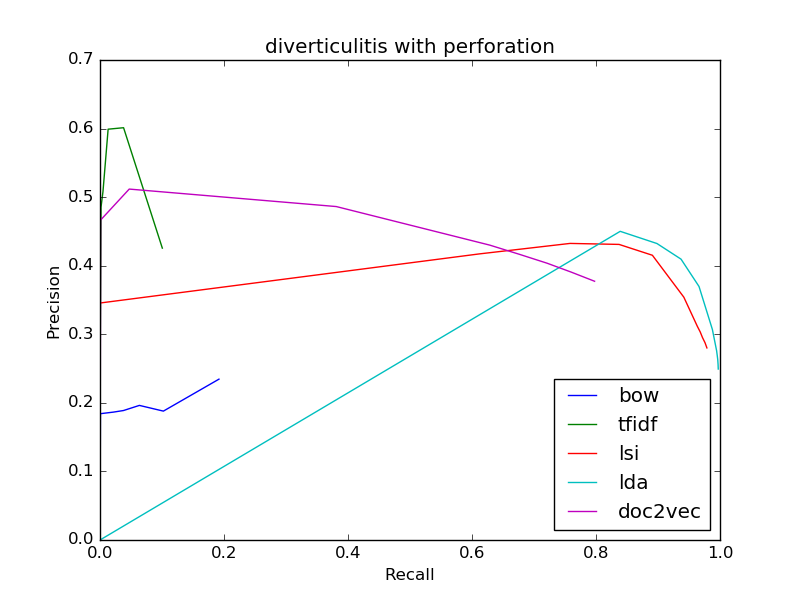 diverticulitis with perforation
0.7
0.6
0.5
0.4
0.3
0.2
0.1
0.0
Precision
bow
tfidf
lsi
lda
doc2vec
0.0 0.2 0.4 0.6 0.8 1.0
Recall